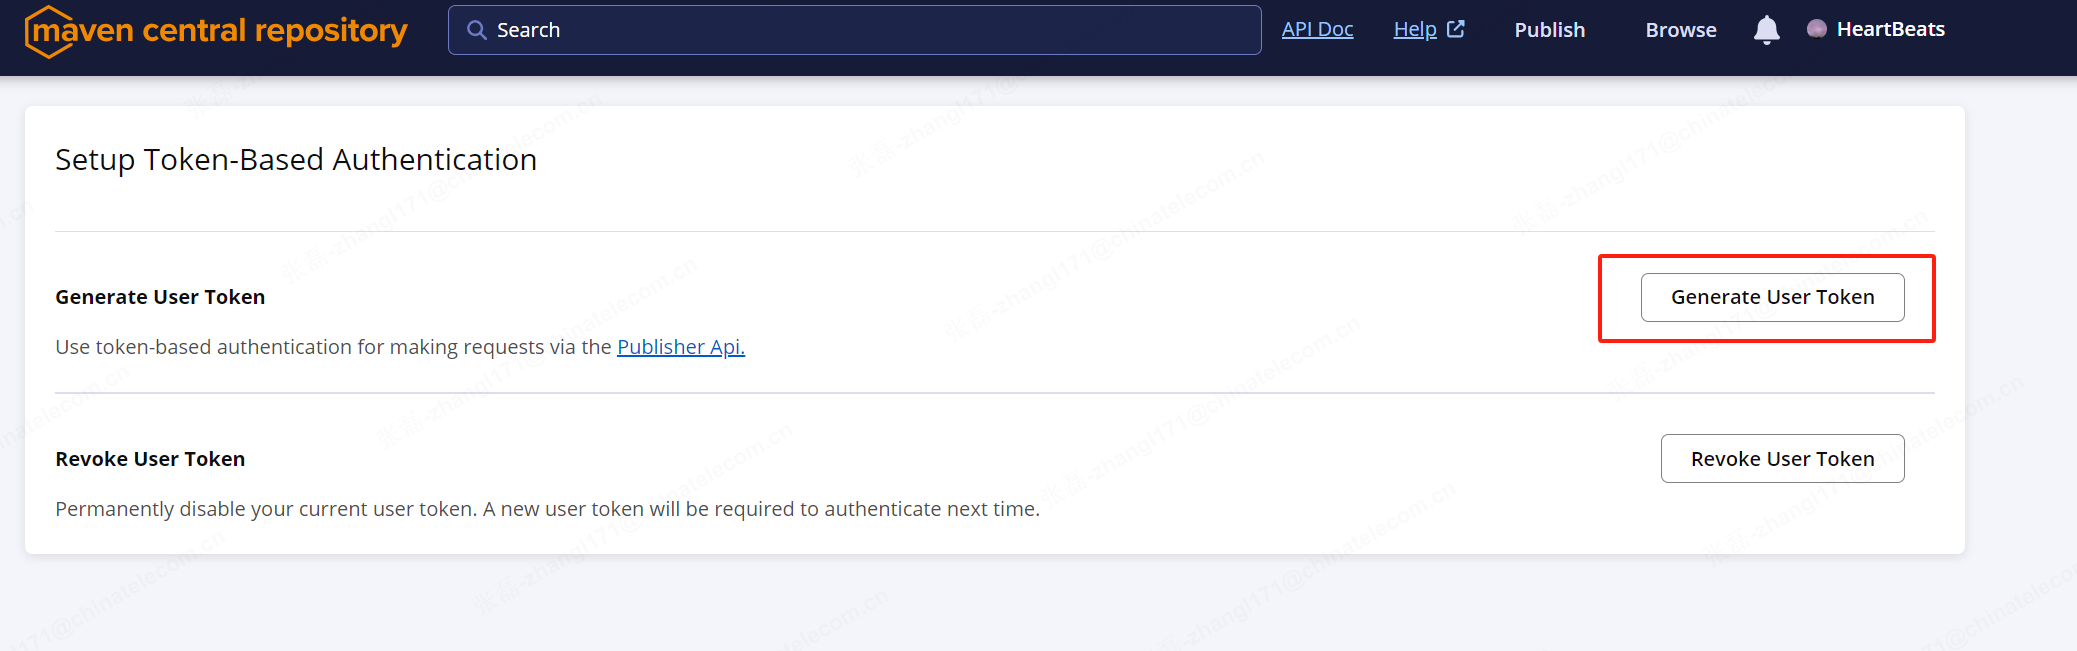 maven central repository
Search
API Doc
Help
Publish
Browse
HeartBeats
Setup Token-Based Authentication
Generate User Token
Generate User Token
Use token-based authentication for making requests via the Publisher Api.
Revoke User Token
Revoke User Token
Permanently disable your current user token. A new user token will be required to authenticate next time.
张磊-zhangl171@chinatelecom.cn